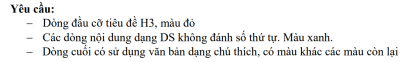 Yêu cầu:
– Dòng đầu cỡ tiêu đề H3, màu đỏ
– Các dòng nội dung dạng DS không đánh số thứ tự. Màu xanh.
– Dòng cuối có sử dụng văn bản dạng chú thích, có màu khác các màu còn lại